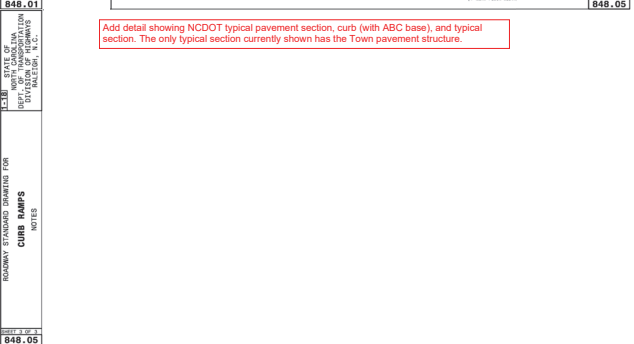 848.01
848.05
Add detail showing NCDOT typical pavement section, curb (with ABC base), and typical
section. The only typical section currently shown has the Town pavement structure.
1-18
STATE OF
NORTH CAROLINA
DEPT. OF TRANSPORTATION
DIVISION OF HIGHWAYS
RALEIGH, N.C.
ROADWAY STANDARD DRAWING FOR
CURB RAMPS
NOTES
SHEET 3 OF 3
848.05